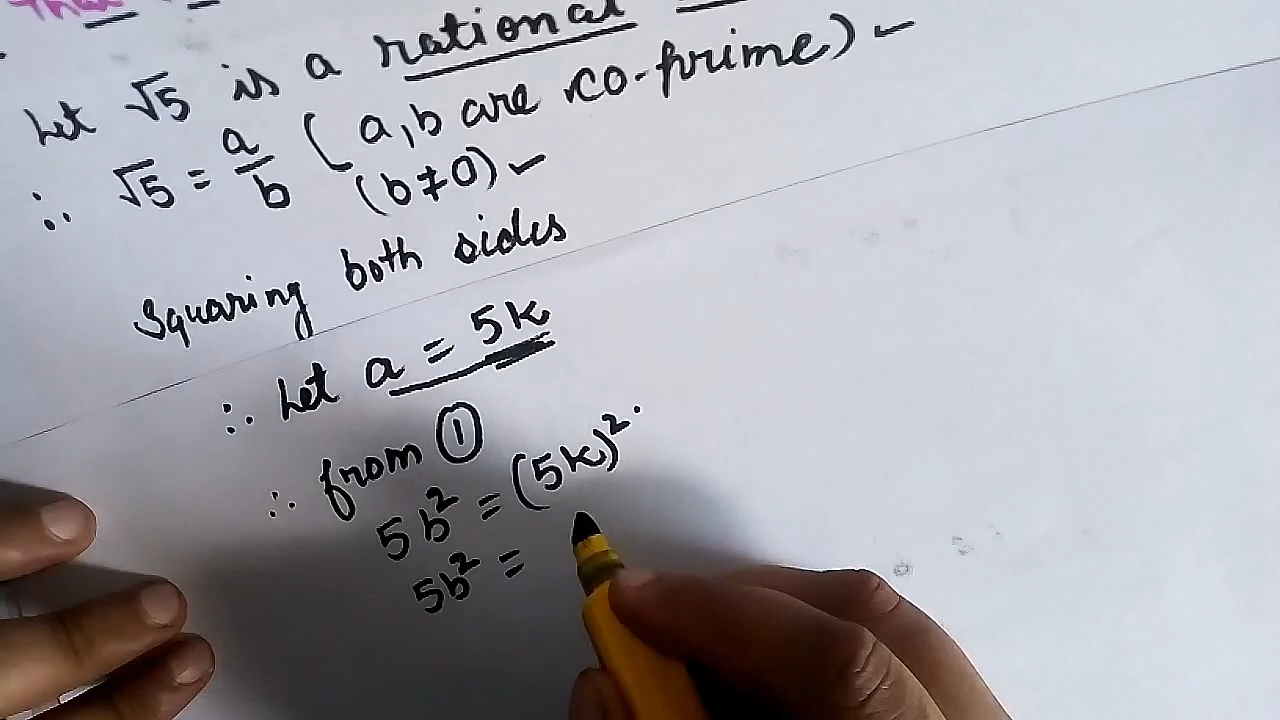 Let √5 is a rational
∴ √5 = a/b (a, b are co-prime) ✓
(b ≠ 0) ✓
Squaring both sides
∴ Let a = 5k
∴ from ①
5b² = (5k)²
5b² =